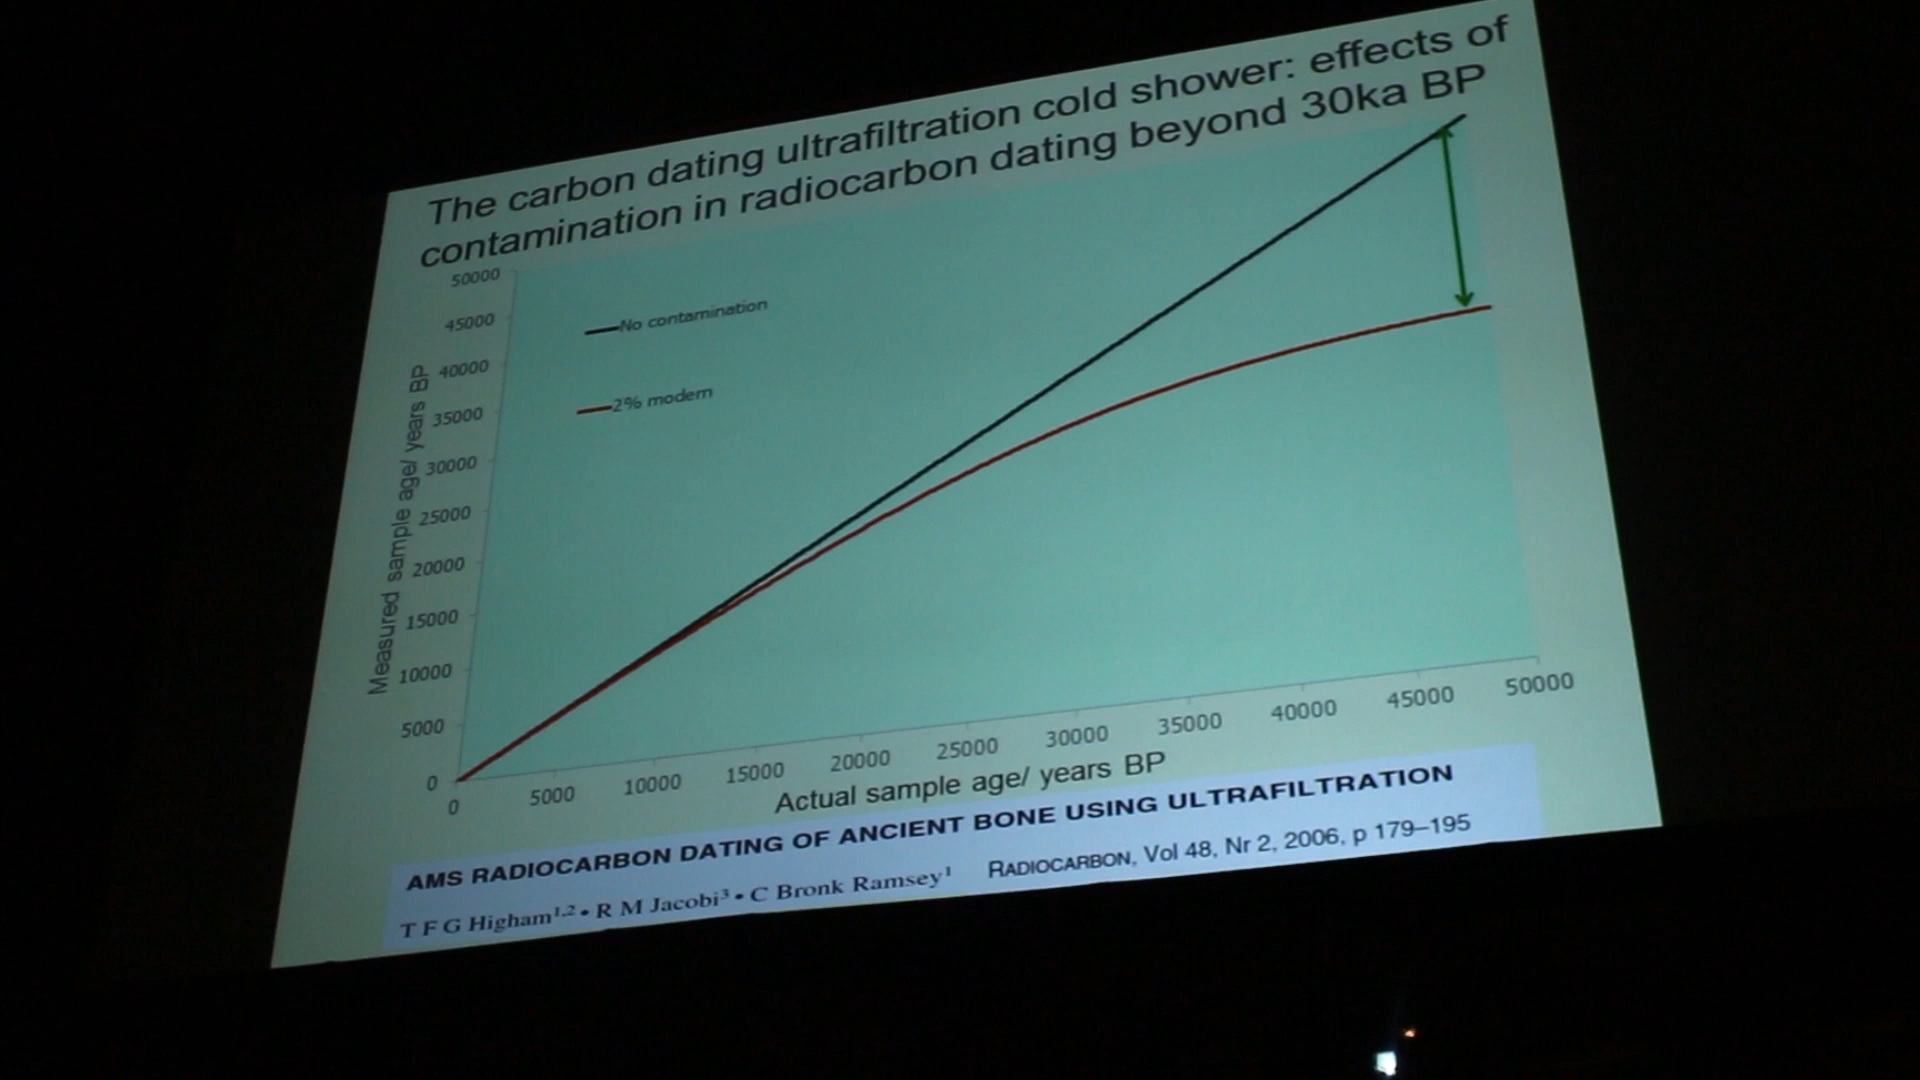 The carbon dating ultrafiltration cold shower: effects of
contamination in radiocarbon dating beyond 30ka BP
50000
45000
40000
35000
30000
25000
20000
15000
10000
5000
0
Measured sample age/ years BP
No contamination
2% modern
0
5000
10000
15000
20000
25000
30000
35000
40000
45000
50000
Actual sample age/ years BP
AMS RADIOCARBON DATING OF ANCIENT BONE USING ULTRAFILTRATION
T F G Higham1,2 • R M Jacobi3 • C Bronk Ramsey1 RADIOCARBON, Vol 48, Nr 2, 2006, p 179–195